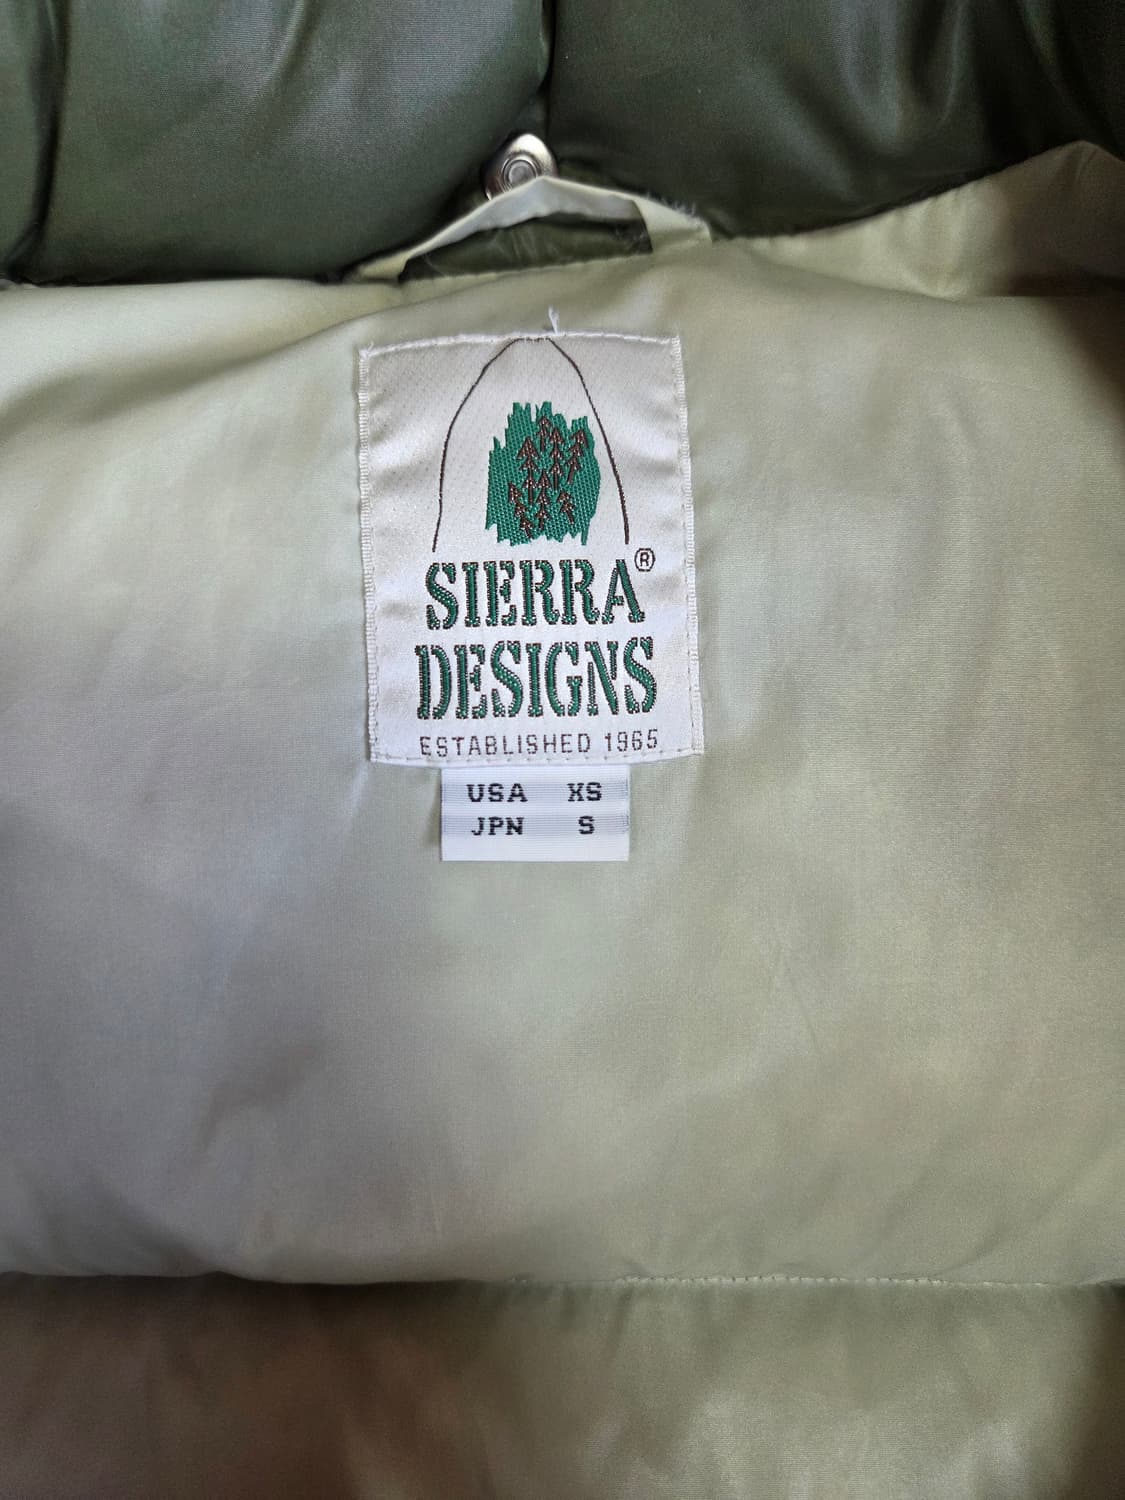 SIERRA®
DESIGNS
ESTABLISHED 1965
USA XS
JPN S